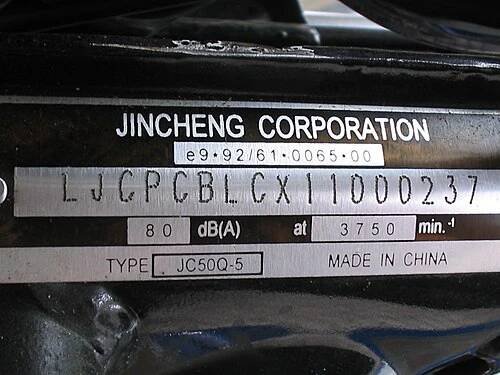 JINCHENG CORPORATION
e9*92/61*0065*00
LJCPCBLCX11000237
80 dB(A) at 3750 min.-¹
TYPE JC50Q-5 MADE IN CHINA